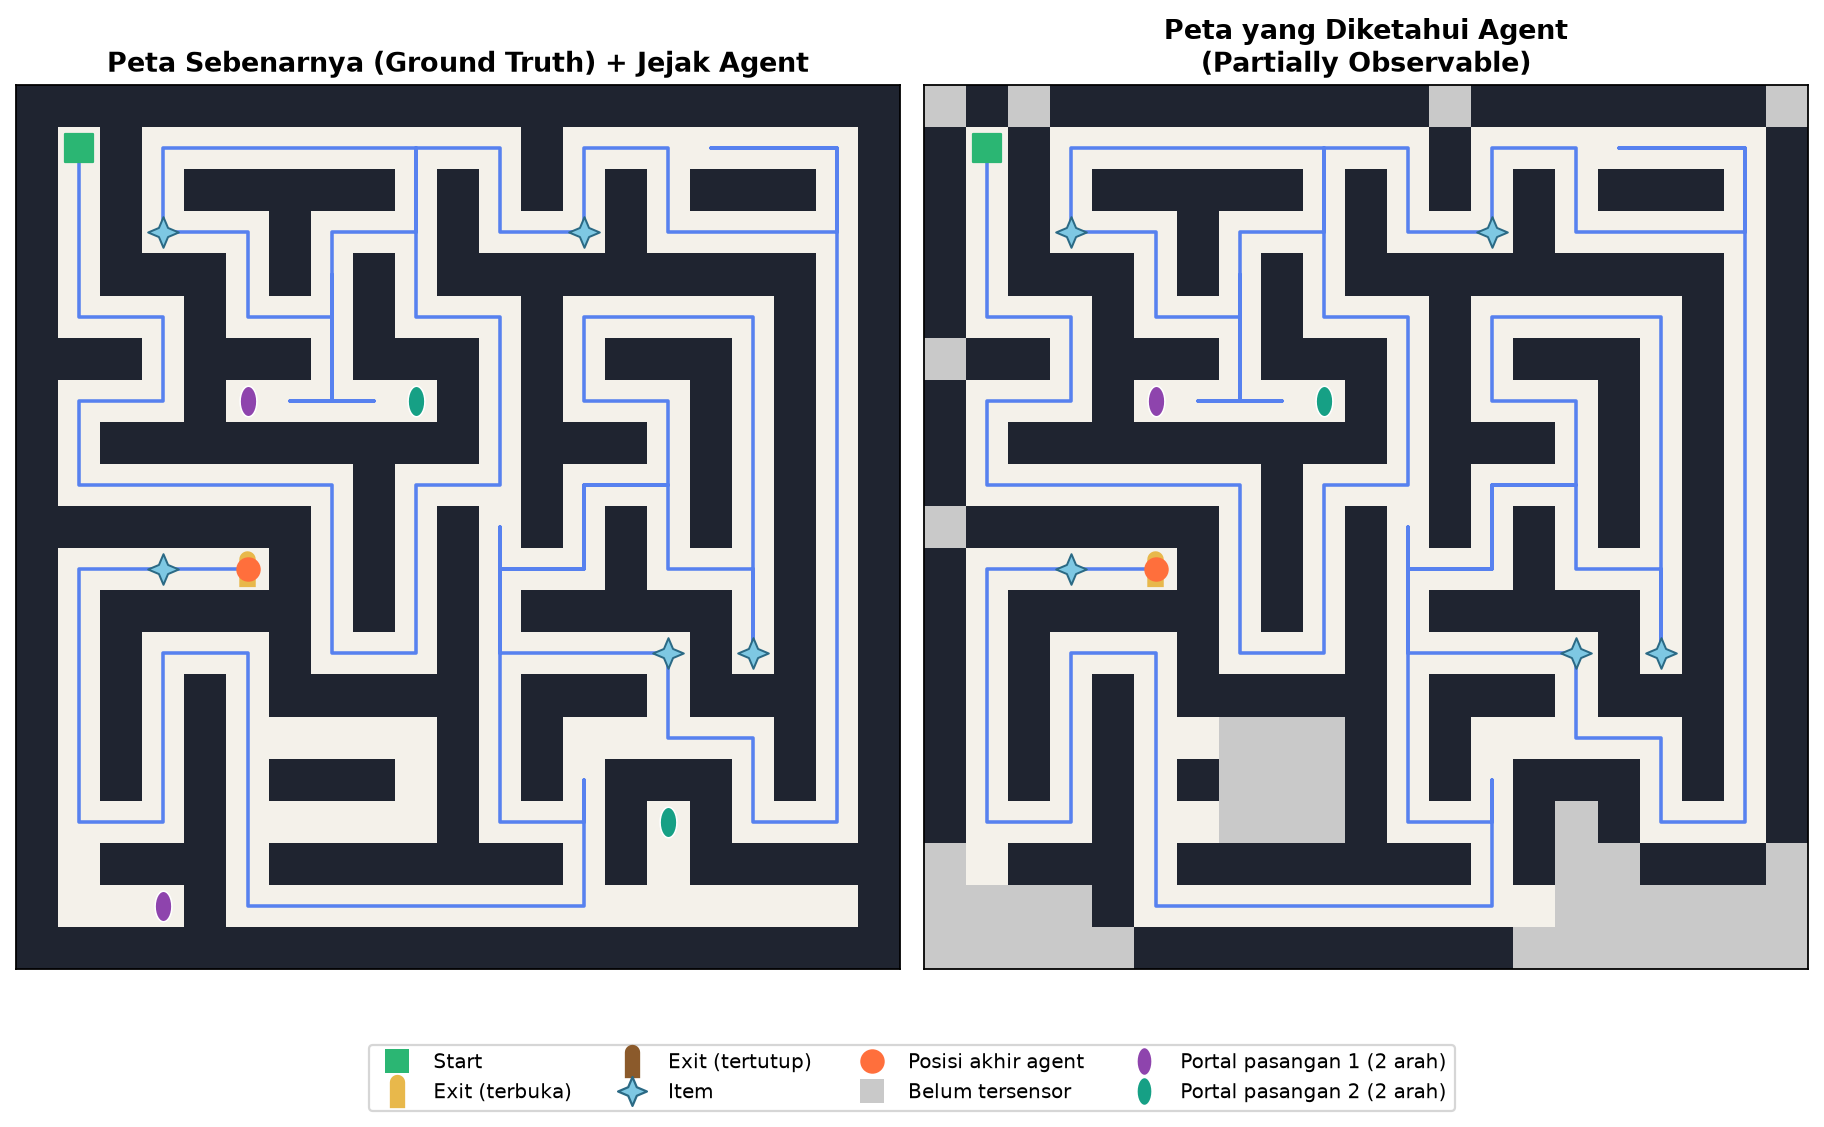 Peta Sebenarnya (Ground Truth) + Jejak Agent
Peta yang Diketahui Agent
(Partially Observable)
Start
Exit (terbuka)
Exit (tertutup)
Item
Posisi akhir agent
Belum tersensor
Portal pasangan 1 (2 arah)
Portal pasangan 2 (2 arah)